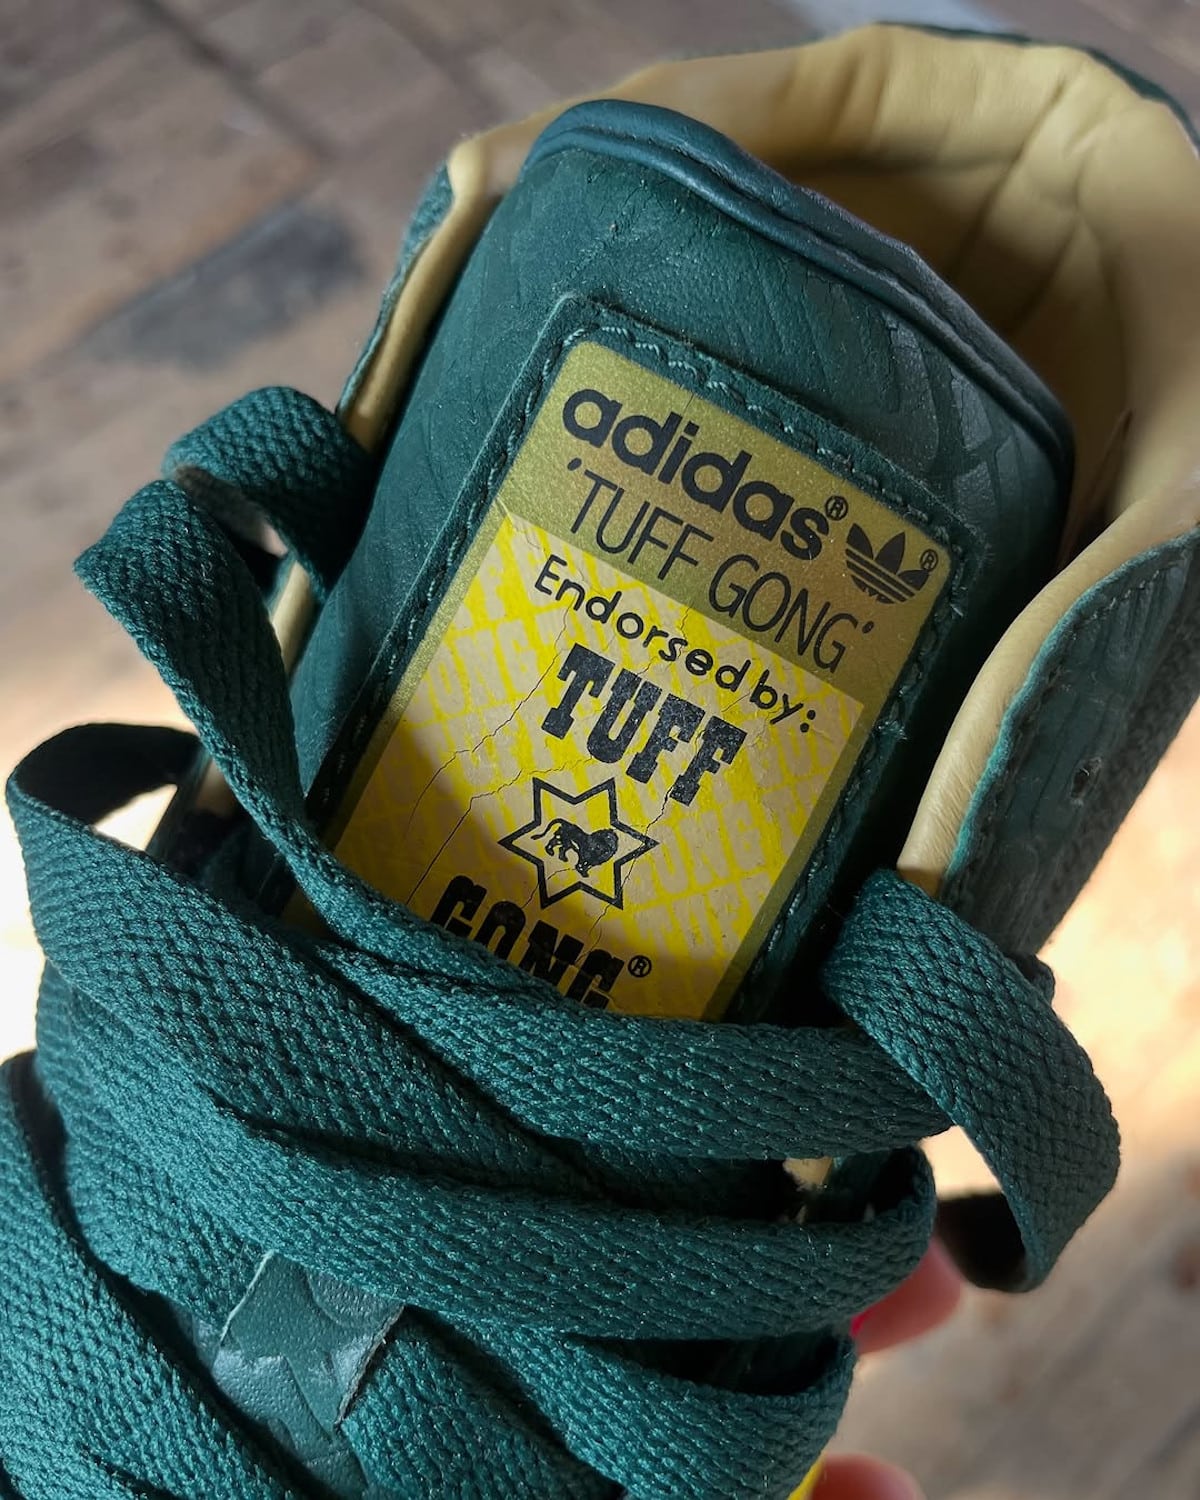 adidas®
®
'TUFF GONG'
Endorsed by:
TUFF
GONG®